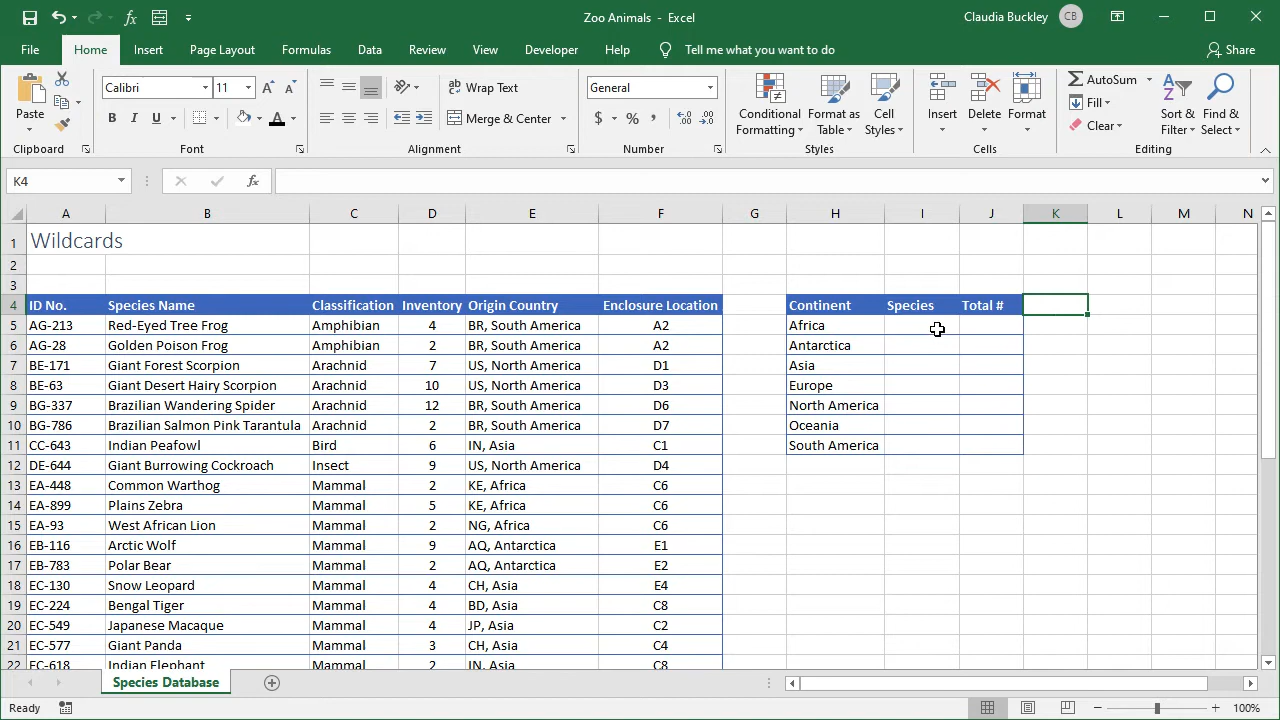 Zoo Animals - Excel
Claudia Buckley CB
File Home Insert Page Layout Formulas Data Review View Developer Help Tell me what you want to do Share
Paste
Clipboard
Calibri 11
B I U
Font
Wrap Text
Merge & Center
Alignment
General
$ % ,
Number
Conditional Formatting
Format as Table
Cell Styles
Styles
Insert Delete Format
Cells
AutoSum
Fill
Clear
Sort & Filter
Find & Select
Editing
K4 fx
A B C D E F G H I J K L M N
1 Wildcards
2
3
4 ID No. Species Name Classification Inventory Origin Country Enclosure Location Continent Species Total #
5 AG-213 Red-Eyed Tree Frog Amphibian 4 BR, South America A2 Africa
6 AG-28 Golden Poison Frog Amphibian 2 BR, South America A2 Antarctica
7 BE-171 Giant Forest Scorpion Arachnid 7 US, North America D1 Asia
8 BE-63 Giant Desert Hairy Scorpion Arachnid 10 US, North America D3 Europe
9 BG-337 Brazilian Wandering Spider Arachnid 12 BR, South America D6 North America
10 BG-786 Brazilian Salmon Pink Tarantula Arachnid 2 BR, South America D7 Oceania
11 CC-643 Indian Peafowl Bird 6 IN, Asia C1 South America
12 DE-644 Giant Burrowing Cockroach Insect 9 US, North America D4
13 EA-448 Common Warthog Mammal 2 KE, Africa C6
14 EA-899 Plains Zebra Mammal 5 KE, Africa C6
15 EA-93 West African Lion Mammal 2 NG, Africa C6
16 EB-116 Arctic Wolf Mammal 9 AQ, Antarctica E1
17 EB-783 Polar Bear Mammal 2 AQ, Antarctica E2
18 EC-130 Snow Leopard Mammal 4 CH, Asia E4
19 EC-224 Bengal Tiger Mammal 4 BD, Asia C8
20 EC-549 Japanese Macaque Mammal 4 JP, Asia C2
21 EC-577 Giant Panda Mammal 3 CH, Asia C4
22 EC-618 Indian Elephant Mammal 2 IN, Asia C8
Species Database
Ready 100%